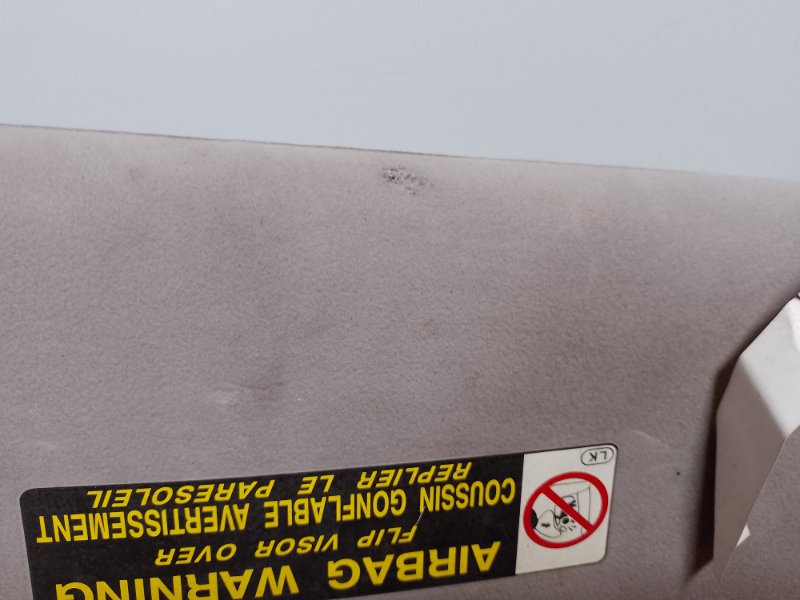 AIRBAG WARNING
FLIP VISOR OVER
COUSSIN GONFLABLE AVERTISSEMENT
REPLIER LE PARESOLEIL
LK